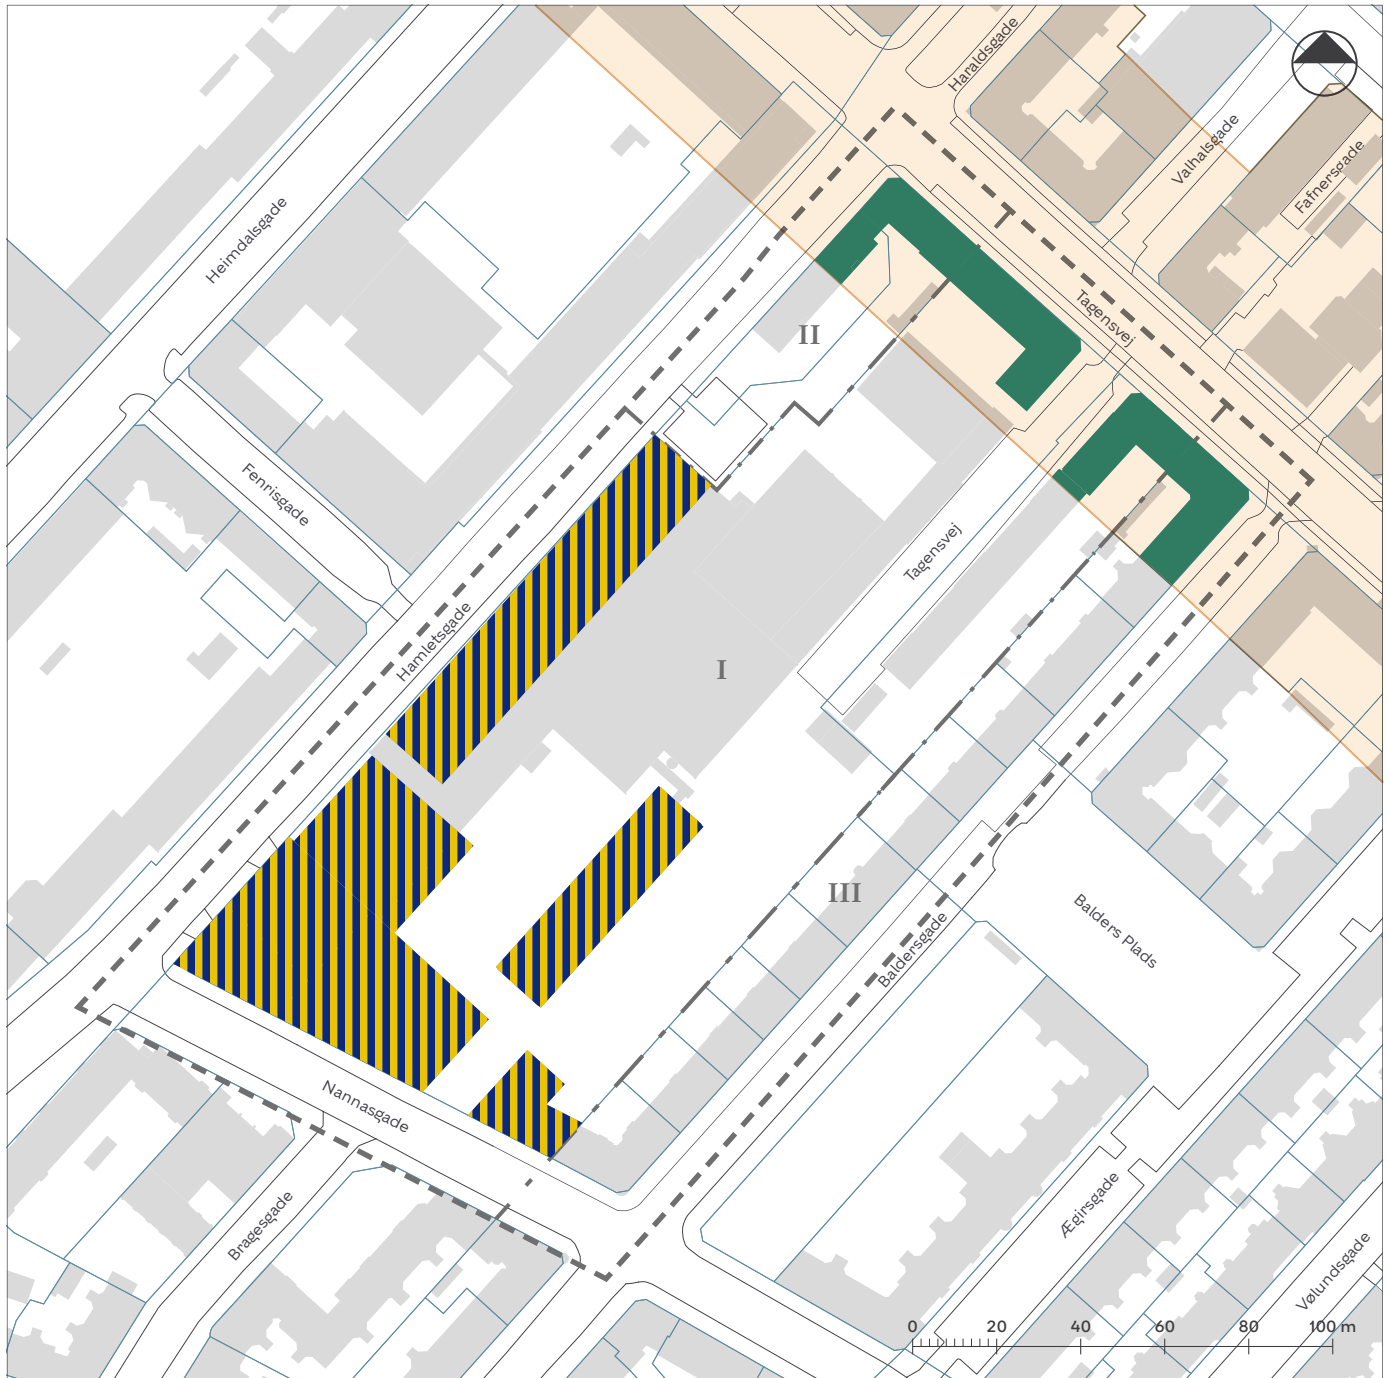 Haraldsgade
Valhalsgade
Fafnersgade
Heimdalsgade
Tagensvej
II
Fenrisgade
Tagensvej
Hamletsgade
I
III
Baldersgade
Balders Plads
Nannasgade
Bragesgade
Ægirsgade
Vølundsgade
0 20 40 60 80 100 m